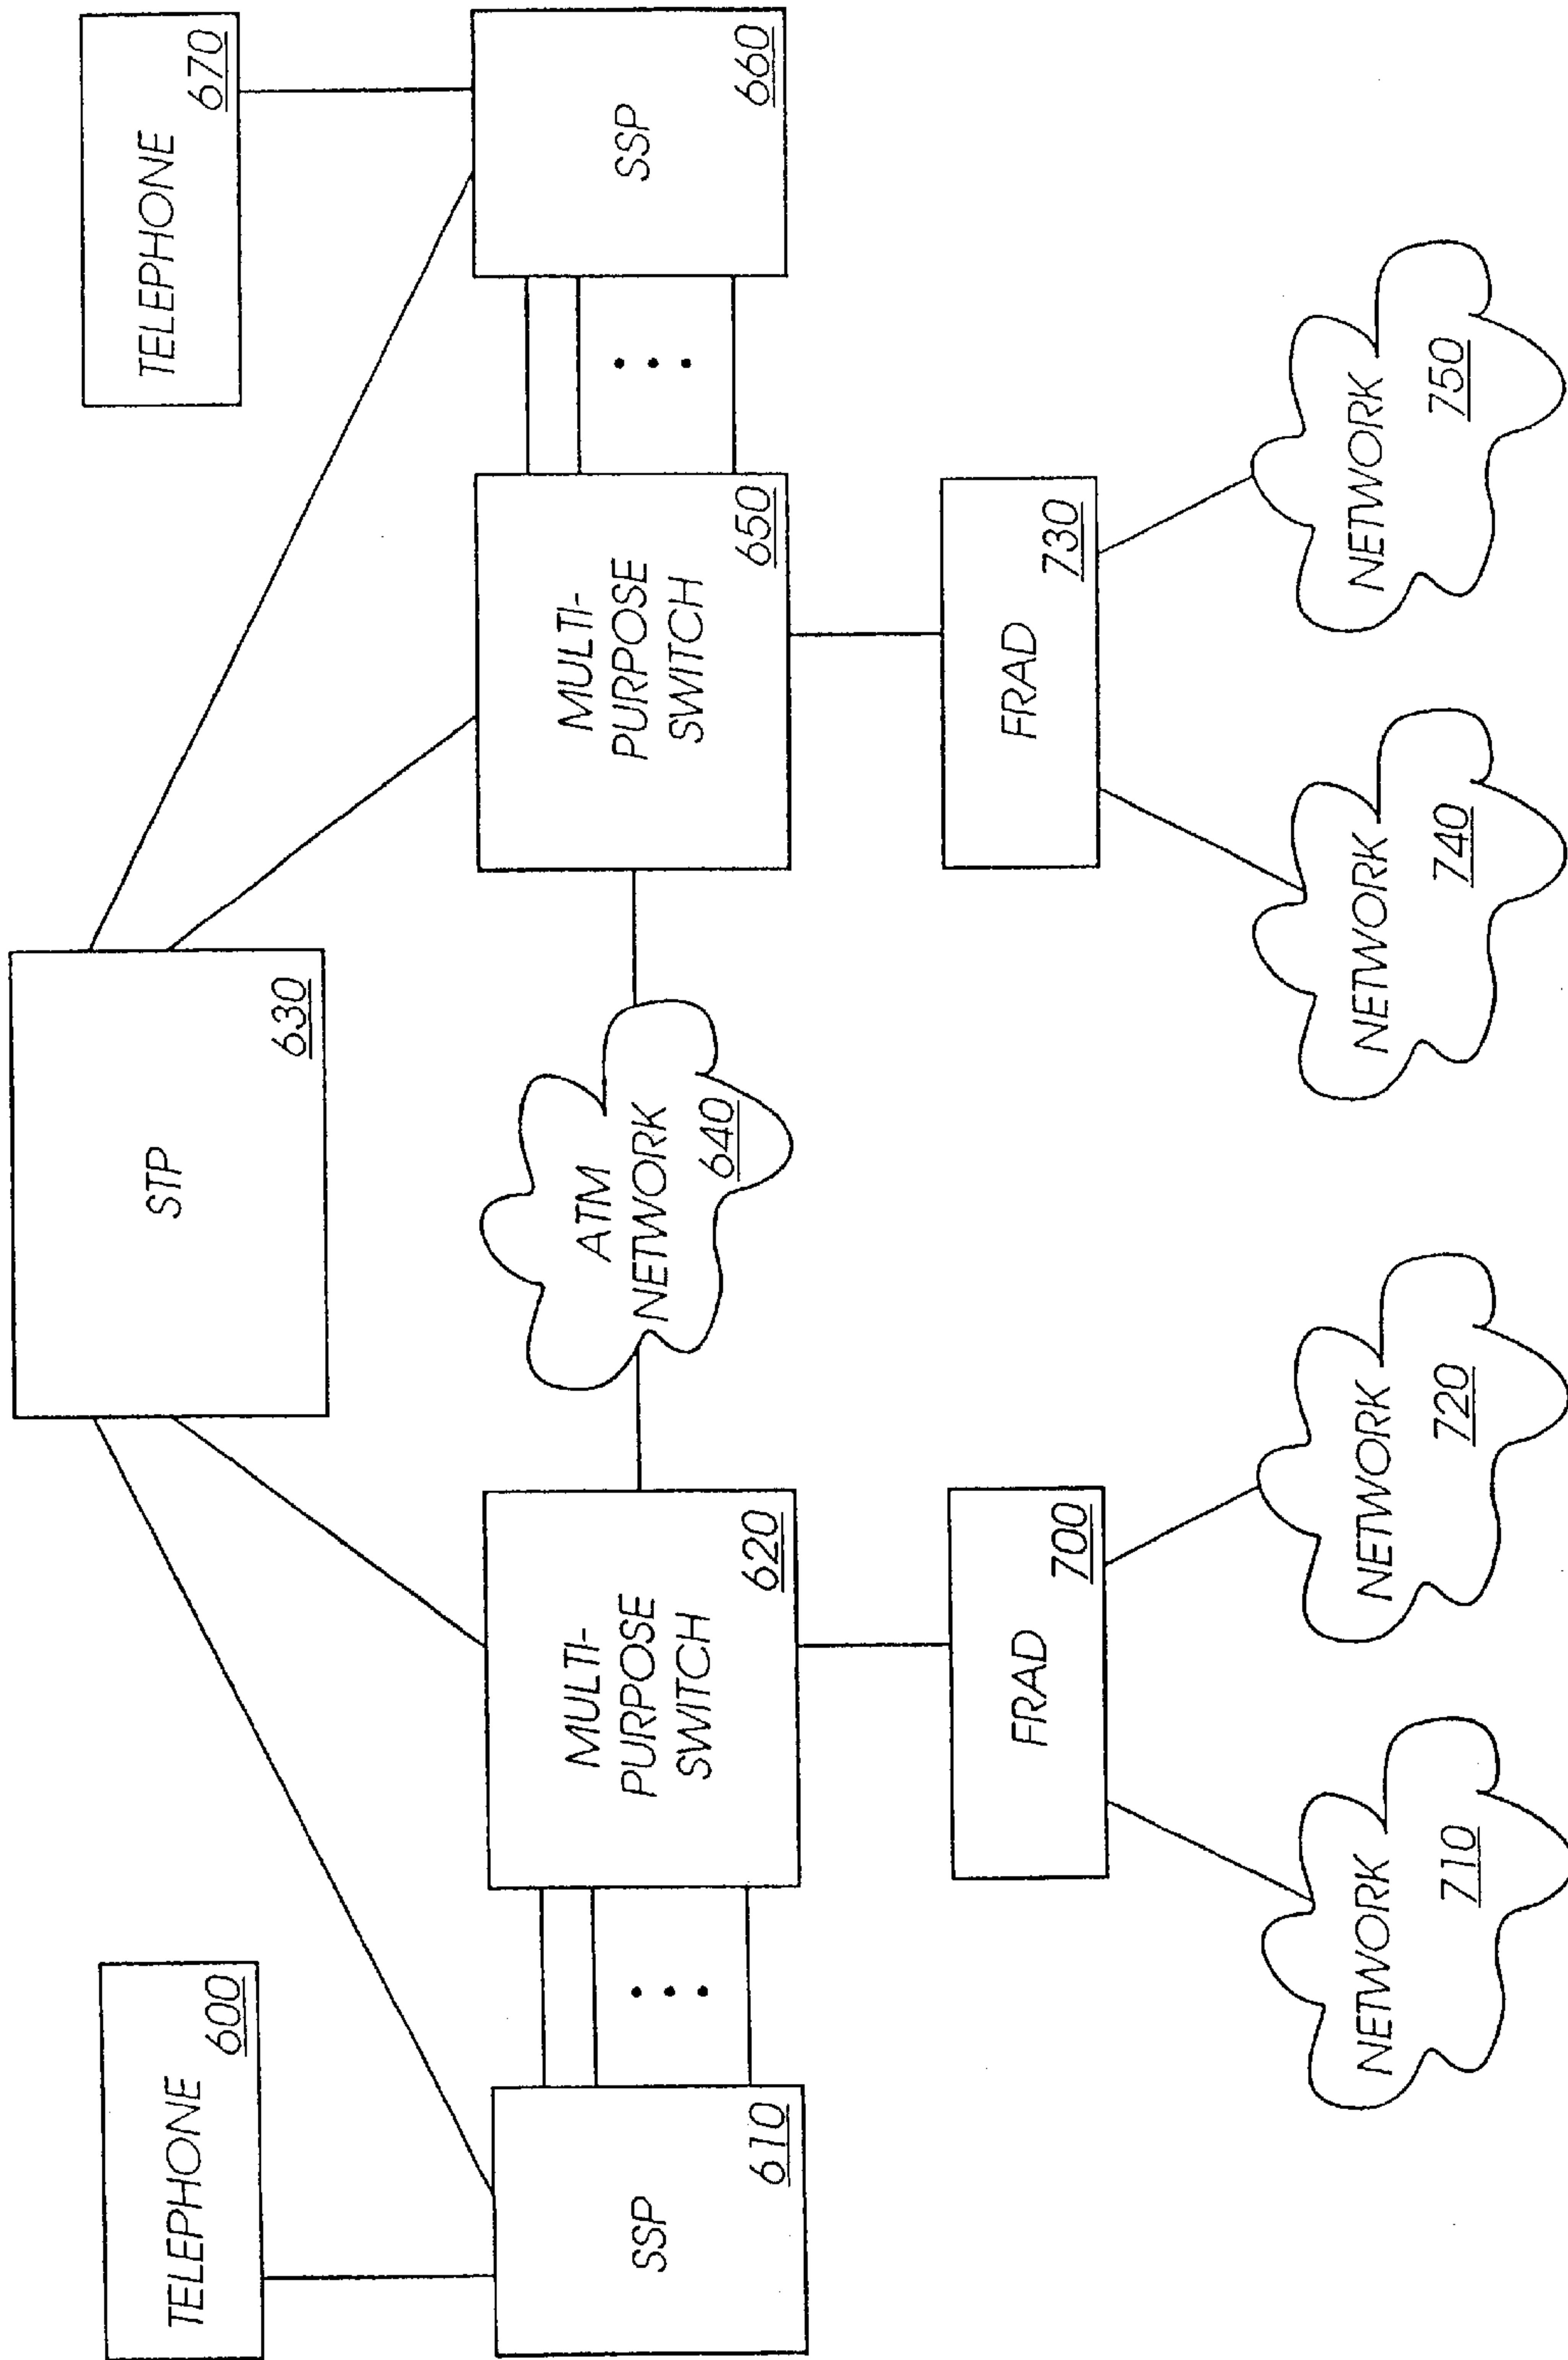 TELEPHONE
600
STP
630
TELEPHONE
670
SSP
610
MULTI-
PURPOSE
SWITCH
620
ATM
NETWORK
640
MULTI-
PURPOSE
SWITCH
650
SSP
660
FRAD
700
FRAD
730
NETWORK
710
NETWORK
720
NETWORK
740
NETWORK
750